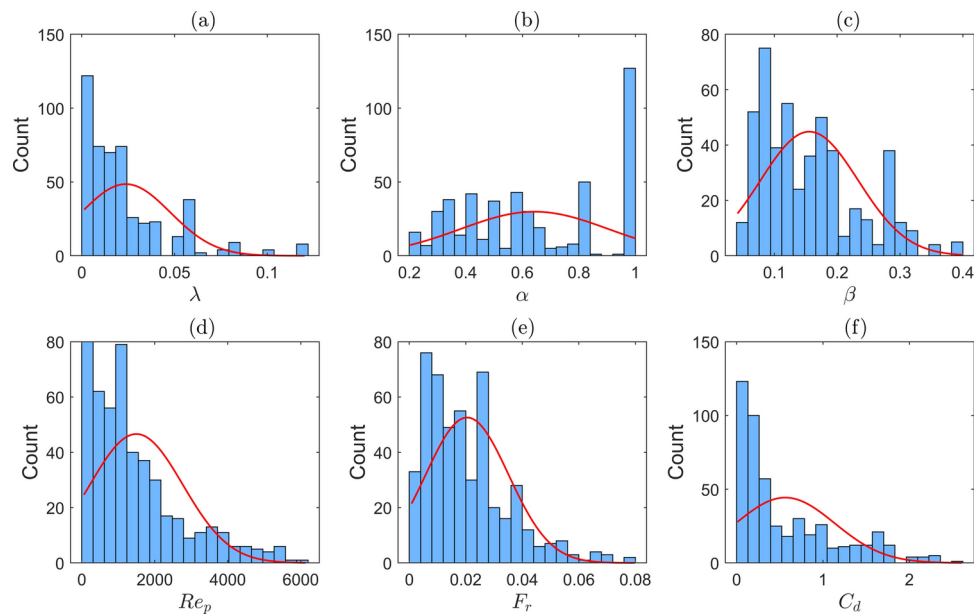 (a) (b) (c)
150 150 80
100 100 60
40
50 50 20
0 0 0
Count Count Count
0 0.05 0.1 0.2 0.4 0.6 0.8 1 0.1 0.2 0.3 0.4
λ α β
(d) (e) (f)
80 80 150
60 60 100
40 40
20 20 50
0 0 0
Count Count Count
0 2000 4000 6000 0 0.02 0.04 0.06 0.08 0 1 2
Re_p F_r C_d